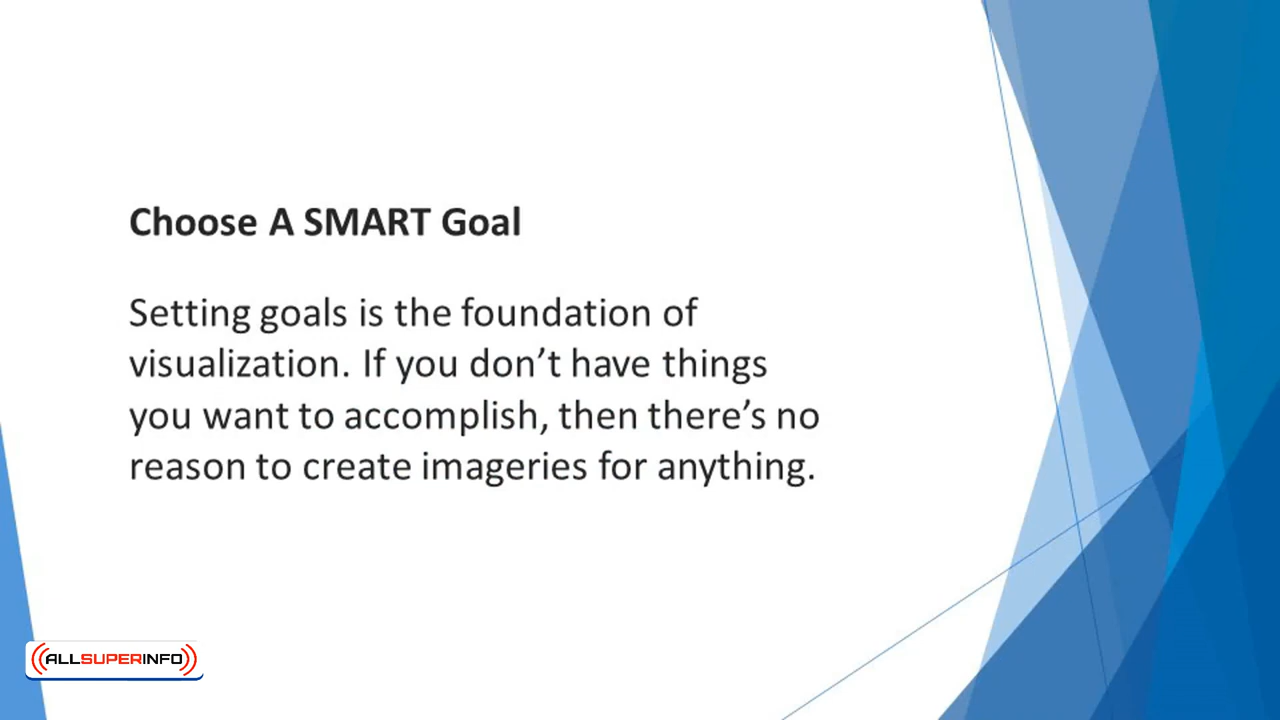 Choose A SMART Goal
Setting goals is the foundation of
visualization. If you don’t have things
you want to accomplish, then there’s no
reason to create imageries for anything.
ALLSUPERINFO